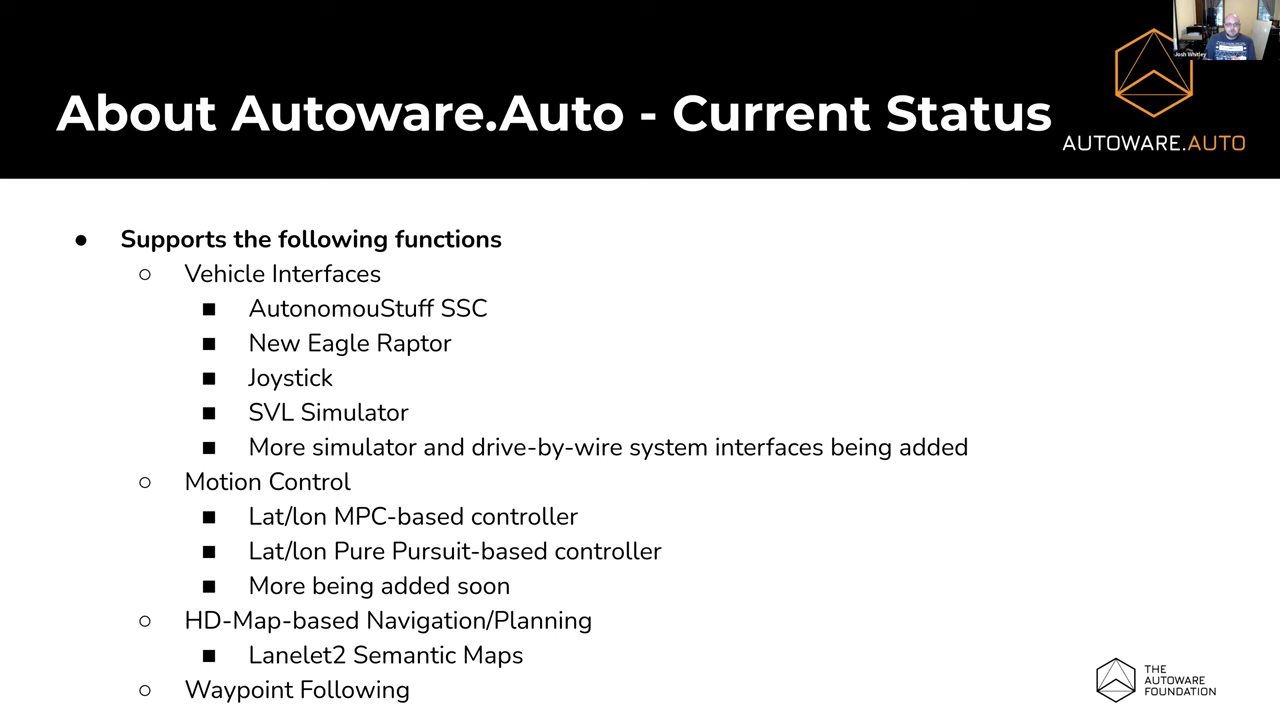 Josh Whitley
About Autoware.Auto - Current Status
AUTOWARE.AUTO
● Supports the following functions
○ Vehicle Interfaces
■ AutonomouStuff SSC
■ New Eagle Raptor
■ Joystick
■ SVL Simulator
■ More simulator and drive-by-wire system interfaces being added
○ Motion Control
■ Lat/lon MPC-based controller
■ Lat/lon Pure Pursuit-based controller
■ More being added soon
○ HD-Map-based Navigation/Planning
■ Lanelet2 Semantic Maps
○ Waypoint Following
THE
AUTOWARE
FOUNDATION